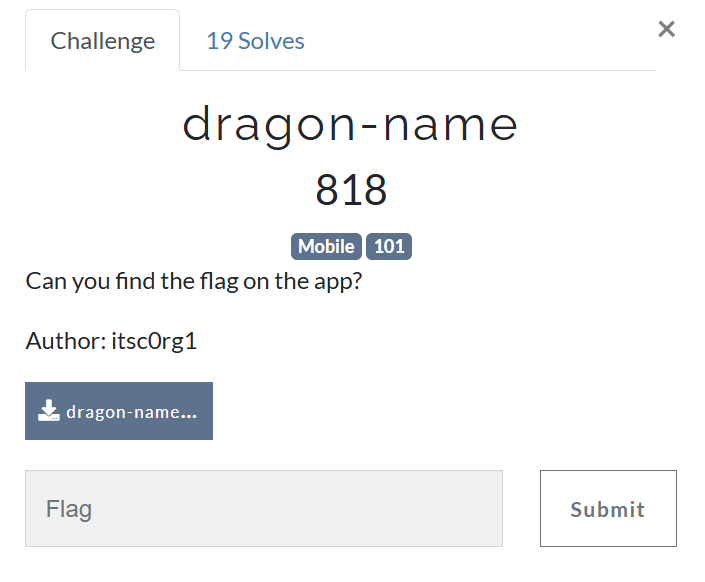 Challenge 19 Solves ×
dragon-name
818
Mobile 101
Can you find the flag on the app?
Author: itsc0rg1
dragon-name...
Flag Submit